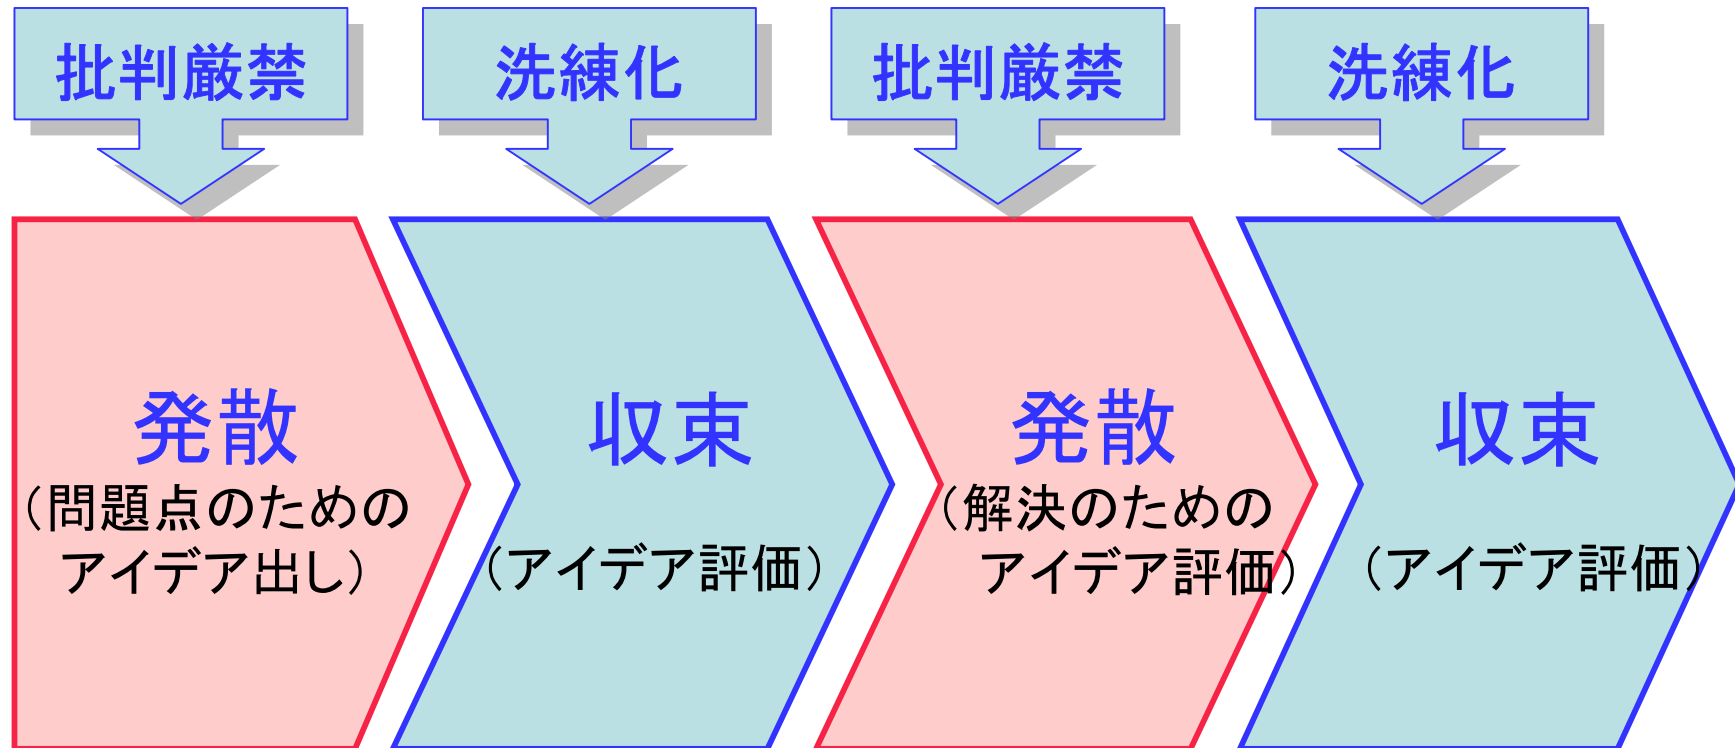 批判厳禁
洗練化
批判厳禁
洗練化
発散
（問題点のための
アイデア出し）
収束
（アイデア評価）
発散
（解決のための
アイデア評価）
収束
（アイデア評価）